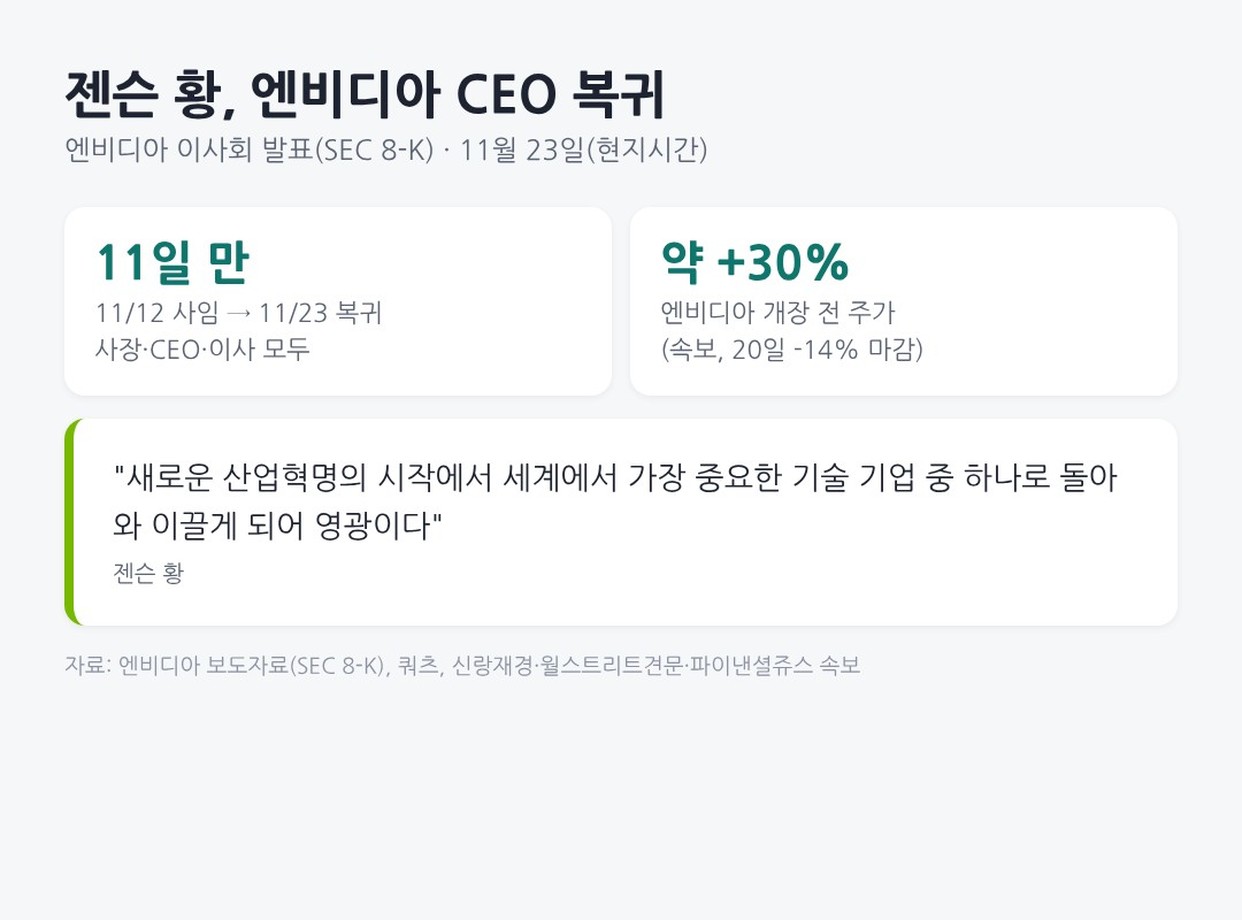 젠슨 황, 엔비디아 CEO 복귀
엔비디아 이사회 발표(SEC 8-K) · 11월 23일(현지시간)
11일 만
11/12 사임 → 11/23 복귀
사장·CEO·이사 모두
약 +30%
엔비디아 개장 전 주가
(속보, 20일 -14% 마감)
"새로운 산업혁명의 시작에서 세계에서 가장 중요한 기술 기업 중 하나로 돌아
와 이끌게 되어 영광이다"
젠슨 황
자료: 엔비디아 보도자료(SEC 8-K), 쿼츠, 신랑재경·월스트리트견문·파이낸셜쥬스 속보